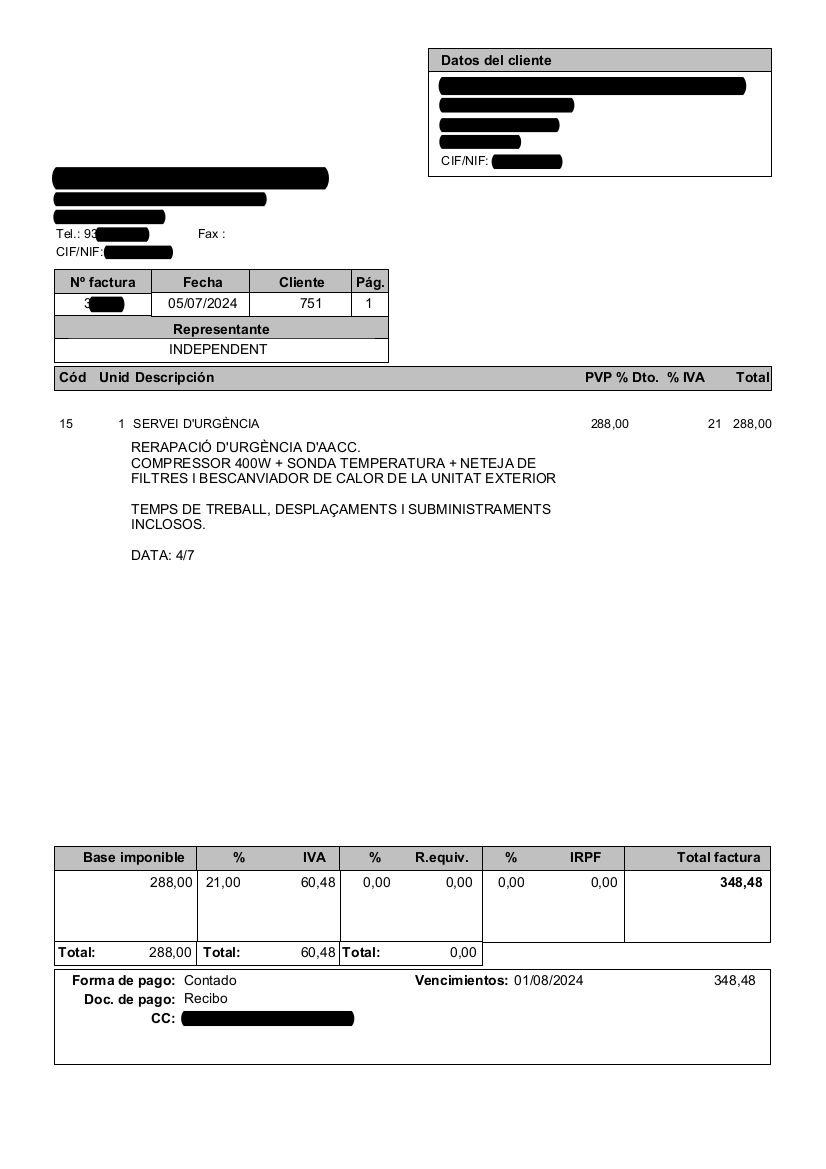 Datos del cliente
CIF/NIF:
Tel.: 93 Fax :
CIF/NIF:
Nº factura Fecha Cliente Pág.
3 05/07/2024 751 1
Representante
INDEPENDENT
Cód Unid Descripción PVP % Dto. % IVA Total
15 1 SERVEI D'URGÈNCIA 288,00 21 288,00
RERAPACIÓ D'URGÈNCIA D'AACC.
COMPRESSOR 400W + SONDA TEMPERATURA + NETEJA DE
FILTRES I BESCANVIADOR DE CALOR DE LA UNITAT EXTERIOR
TEMPS DE TREBALL, DESPLAÇAMENTS I SUBMINISTRAMENTS
INCLOSOS.
DATA: 4/7
Base imponible % IVA % R.equiv. % IRPF Total factura
288,00 21,00 60,48 0,00 0,00 0,00 0,00 348,48
Total: 288,00 Total: 60,48 Total: 0,00
Forma de pago: Contado Vencimientos: 01/08/2024 348,48
Doc. de pago: Recibo
CC: